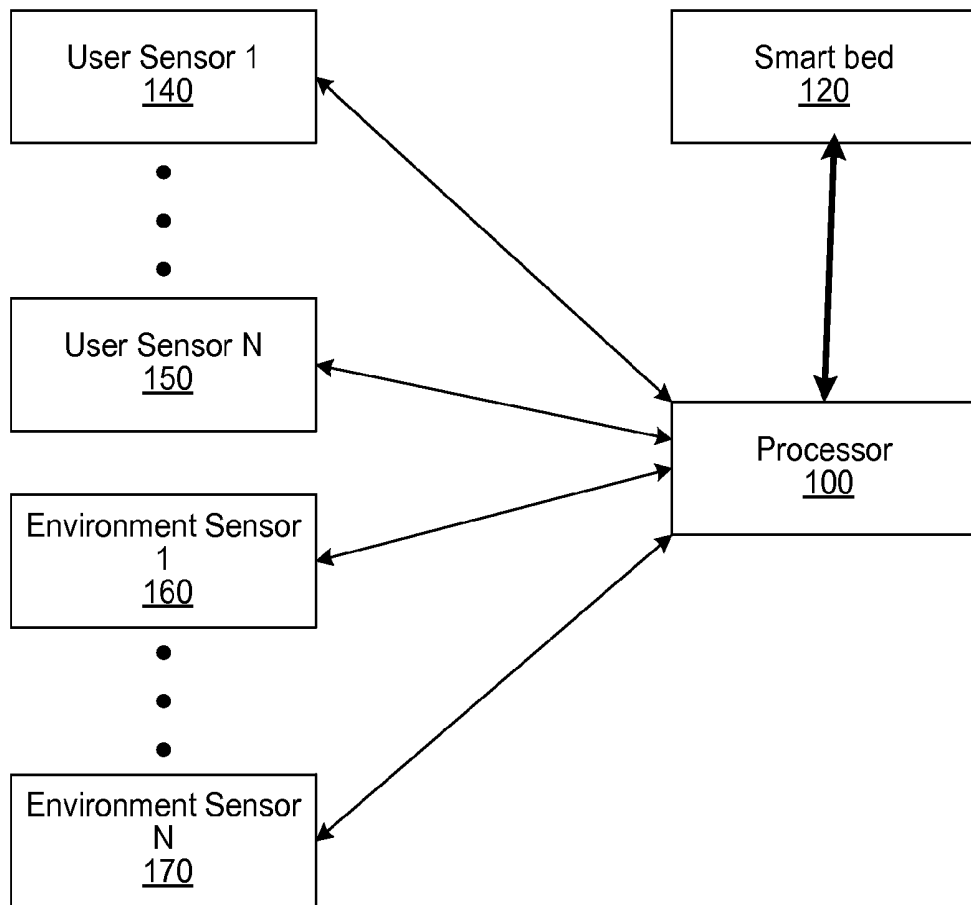 User Sensor 1
140
Smart bed
120
User Sensor N
150
Processor
100
Environment Sensor
1
160
Environment Sensor
N
170